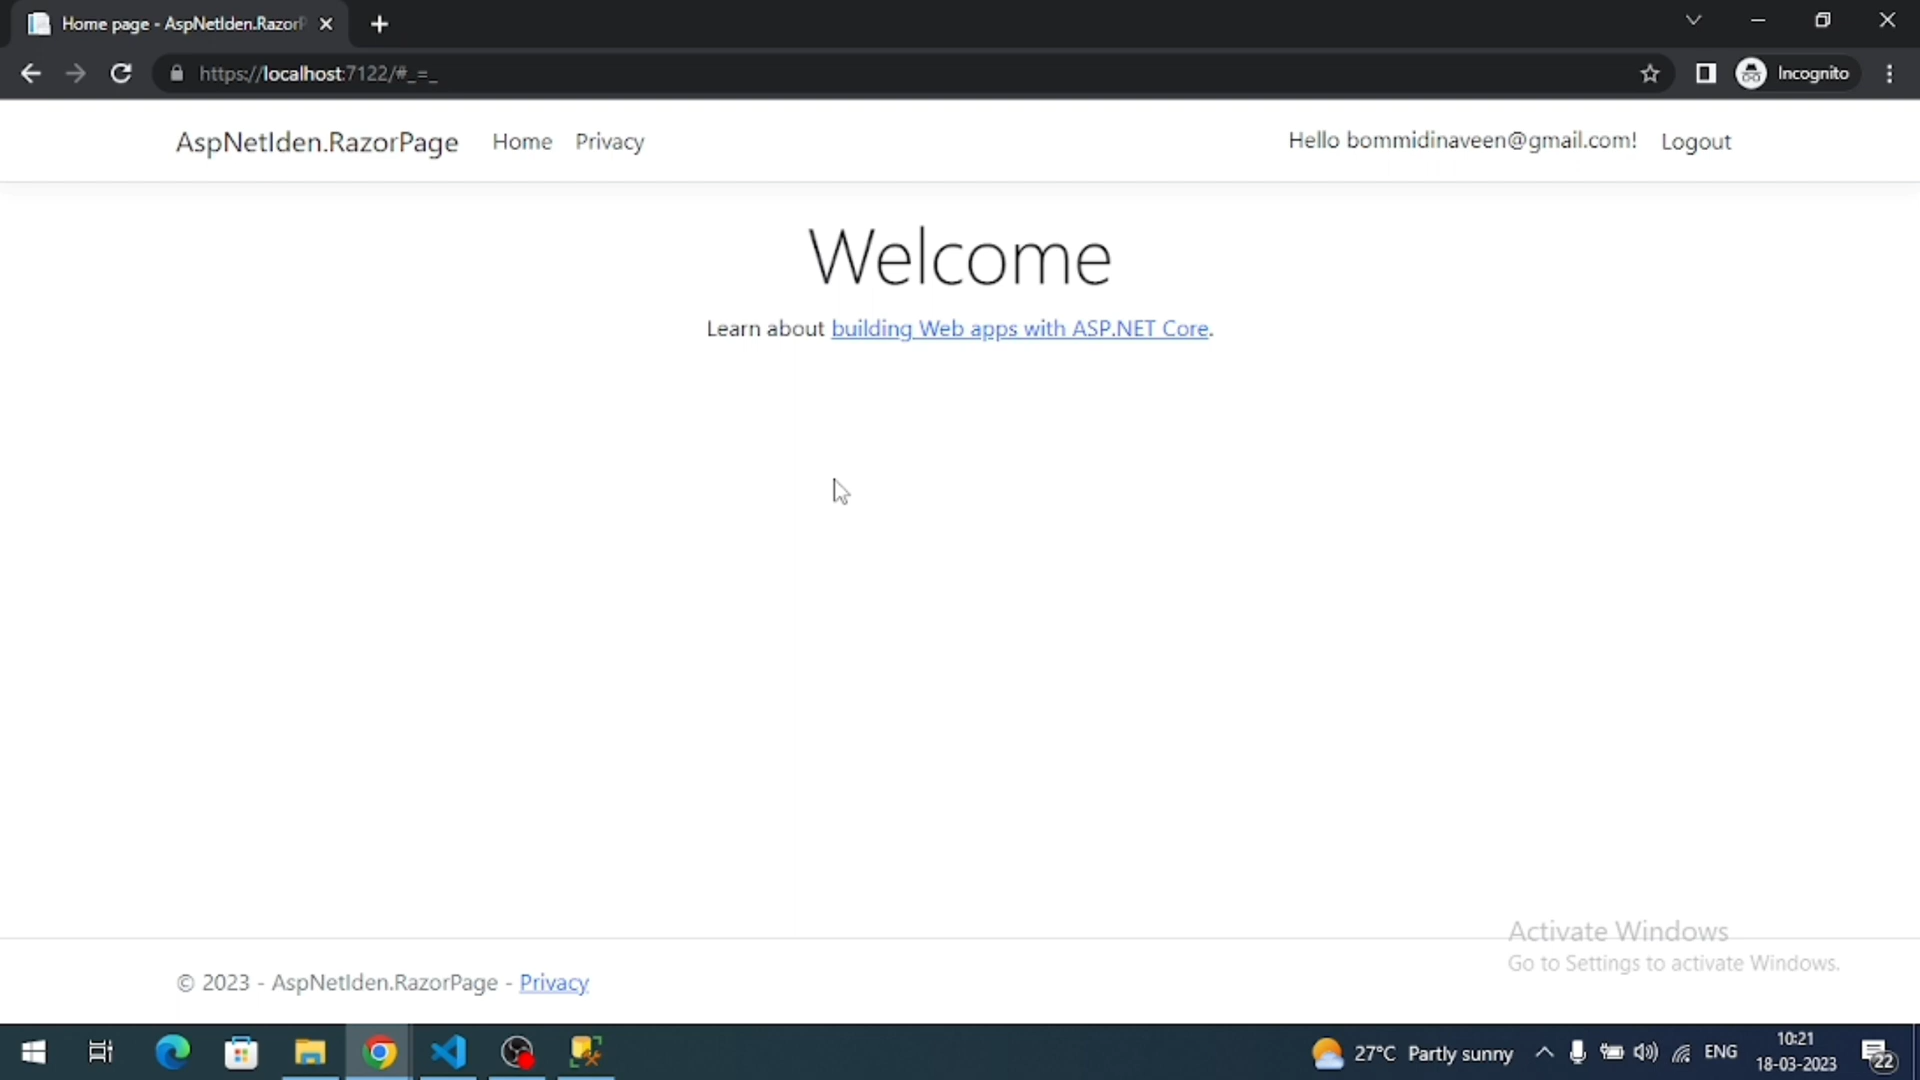 Home page - AspNetIden.RazorP
https://localhost:7122/#_=_
Incognito
AspNetIden.RazorPage Home Privacy Hello bommidinaveen@gmail.com! Logout
Welcome
Learn about building Web apps with ASP.NET Core.
Activate Windows
Go to Settings to activate Windows.
© 2023 - AspNetIden.RazorPage - Privacy
27°C Partly sunny ENG 10:21
18-03-2023
22